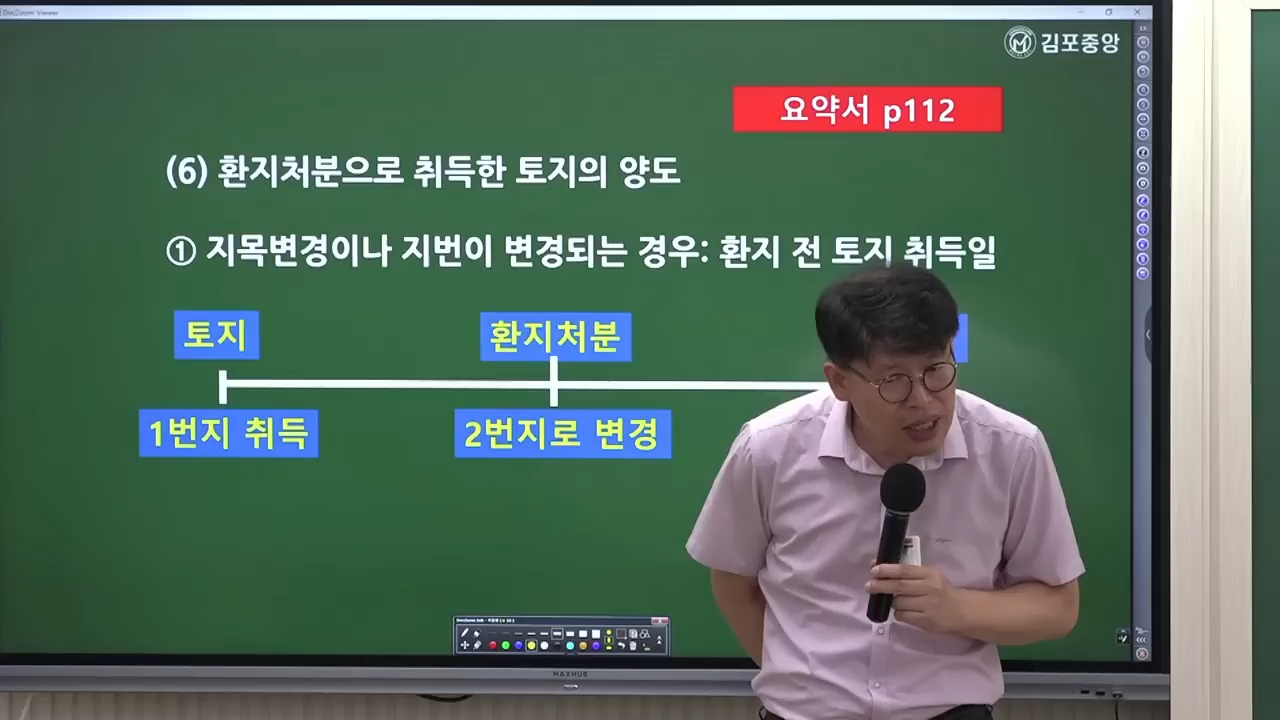 DocZoom Viewer
김포중앙
요약서 p112
(6) 환지처분으로 취득한 토지의 양도
① 지목변경이나 지번이 변경되는 경우: 환지 전 토지 취득일
토지
환지처분
1번지 취득
2번지로 변경
MAXHUB